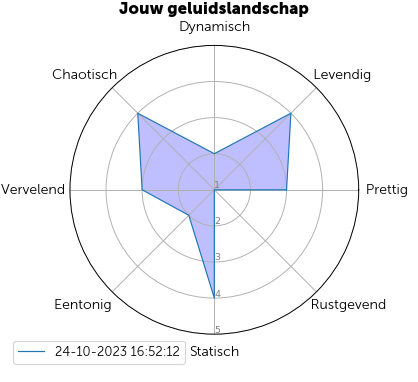 Jouw geluidslandschap
Dynamisch
Chaotisch
Levendig
1
Vervelend
Prettig
2
3
4
Eentonig
Rustgevend
5
24-10-2023 16:52:12
Statisch